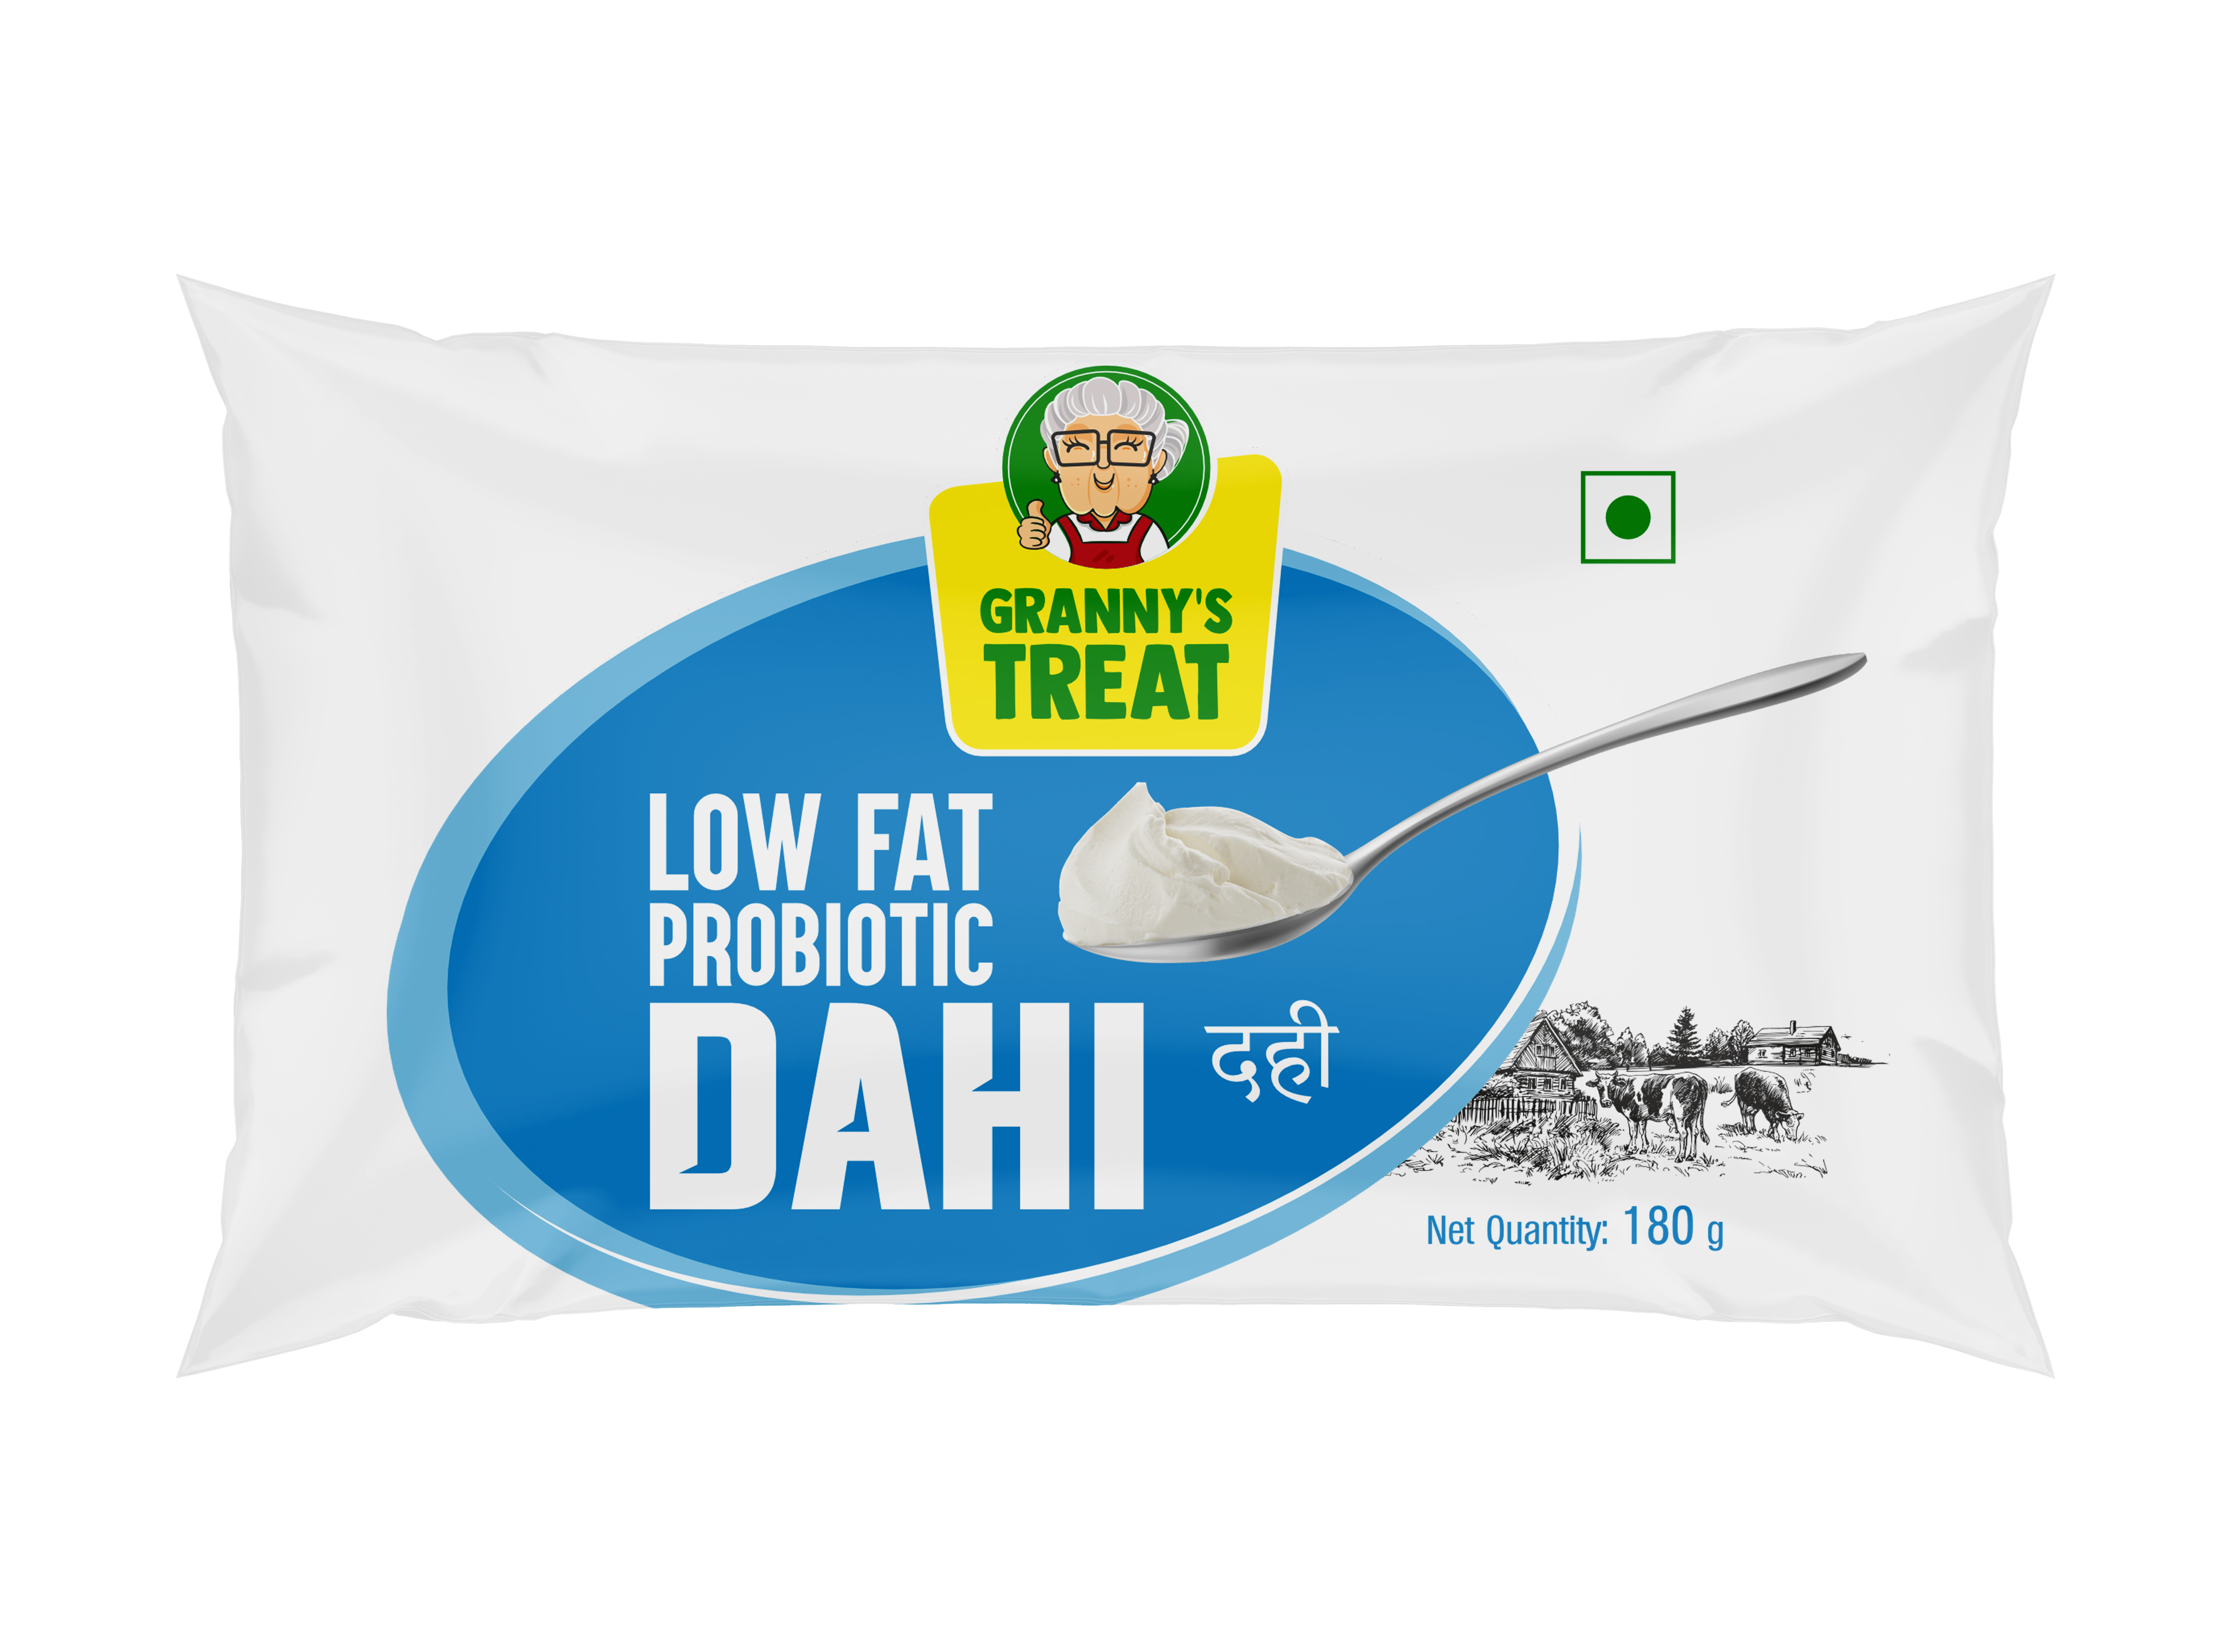 GRANNY'S
TREAT
LOW FAT
PROBIOTIC
DAHI
दही
Net Quantity: 180 g